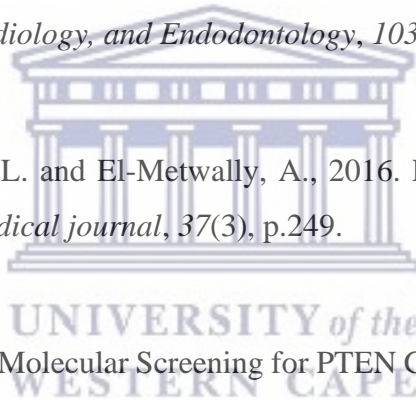 diology, and Endodontology, 103
L. and El-Metwally, A., 2016.
dical journal, 37(3), p.249.
UNIVERSITY of the
Molecular Screening for PTEN
WESTERN CAPE